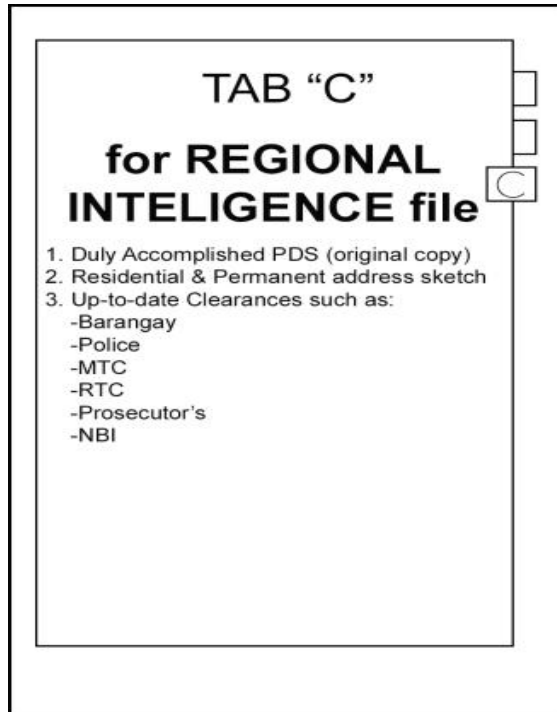 TAB “C”
for REGIONAL
INTELIGENCE file
C
1. Duly Accomplished PDS (original copy)
2. Residential & Permanent address sketch
3. Up-to-date Clearances such as:
-Barangay
-Police
-MTC
-RTC
-Prosecutor’s
-NBI